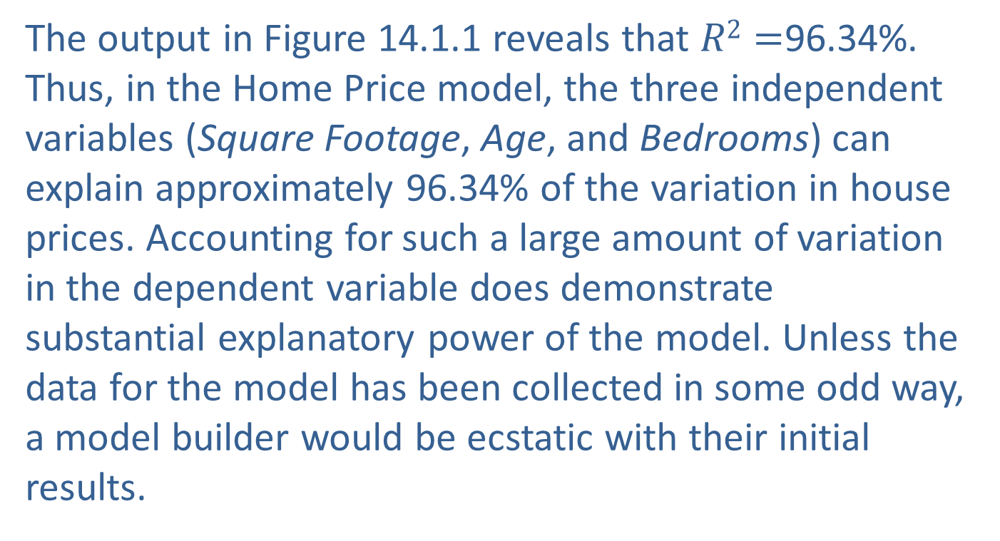 The output in Figure 14.1.1 reveals that R² =96.34%.
Thus, in the Home Price model, the three independent
variables (Square Footage, Age, and Bedrooms) can
explain approximately 96.34% of the variation in house
prices. Accounting for such a large amount of variation
in the dependent variable does demonstrate
substantial explanatory power of the model. Unless the
data for the model has been collected in some odd way,
a model builder would be ecstatic with their initial
results.